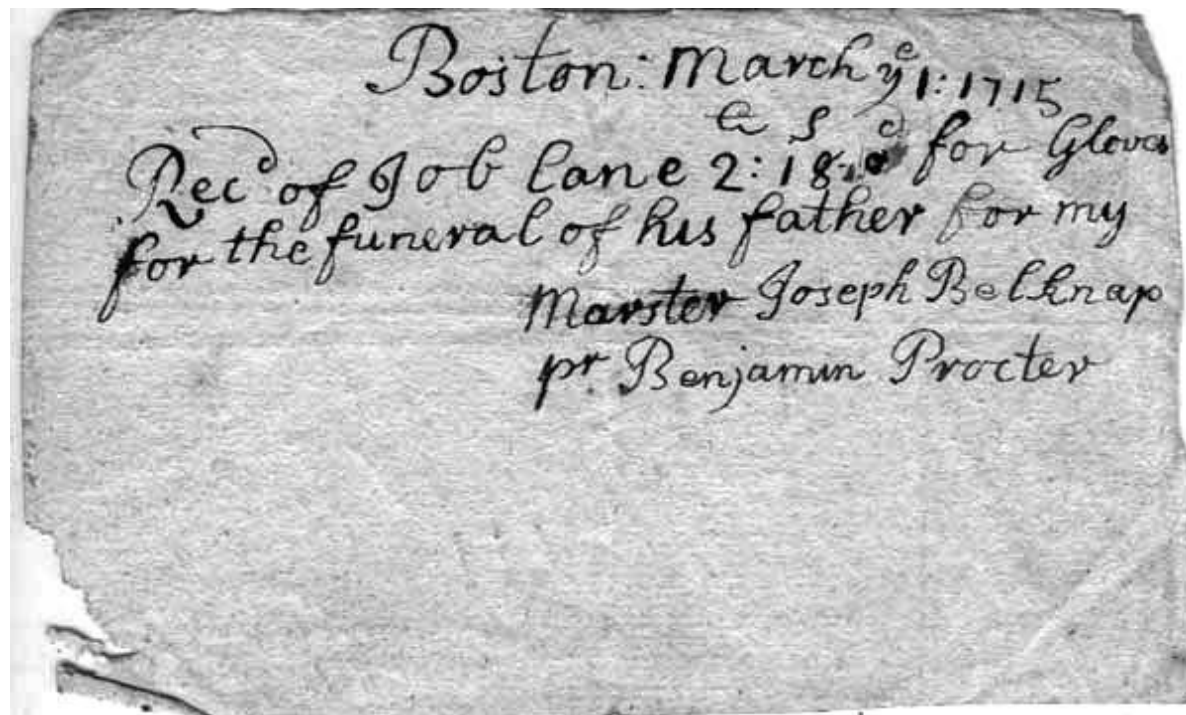 Boston: March yᵉ 1: 1715
Recᵈ of Job Lane 2: 18: for Gloves
for the funeral of his father for my
Marster Joseph Belknap
pʳ Benjamin Procter